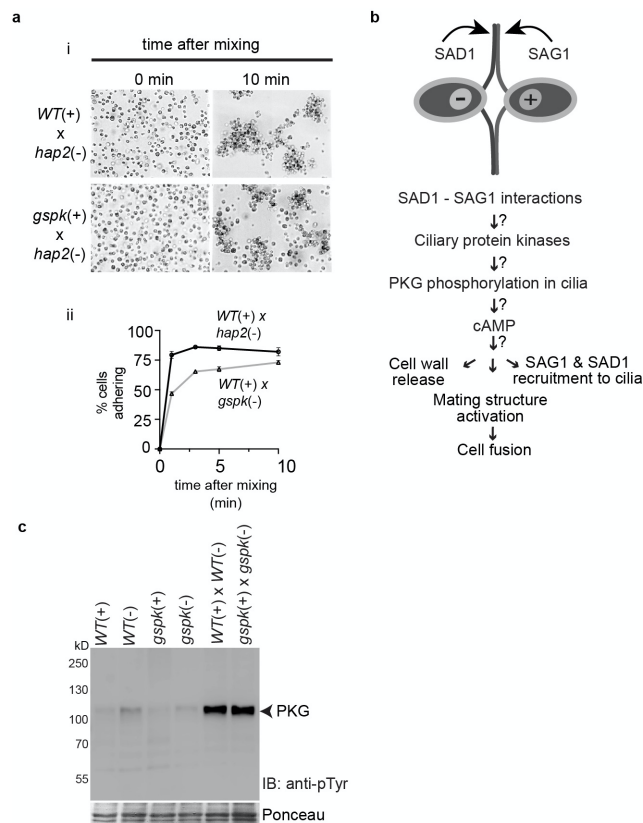 a
i
time after mixing
0 min
10 min
WT(+)
x
hap2(-)
gspk(+)
x
hap2(-)
ii
WT(+) x
hap2(-)
WT(+) x
gspk(-)
% cells
adhering
100
75
50
25
0
0
5
10
time after mixing
(min)
b
SAD1
SAG1
-
+
SAD1 - SAG1 interactions
↓?
Ciliary protein kinases
↓?
PKG phosphorylation in cilia
↓?
cAMP
↓?
Cell wall
release
SAG1 & SAD1
recruitment to cilia
Mating structure
activation
↓
Cell fusion
c
WT(+)
WT(-)
gspk(+)
gspk(-)
WT(+) x WT(-)
gspk(+) x gspk(-)
kD
250
130
100
70
55
PKG
IB: anti-pTyr
Ponceau